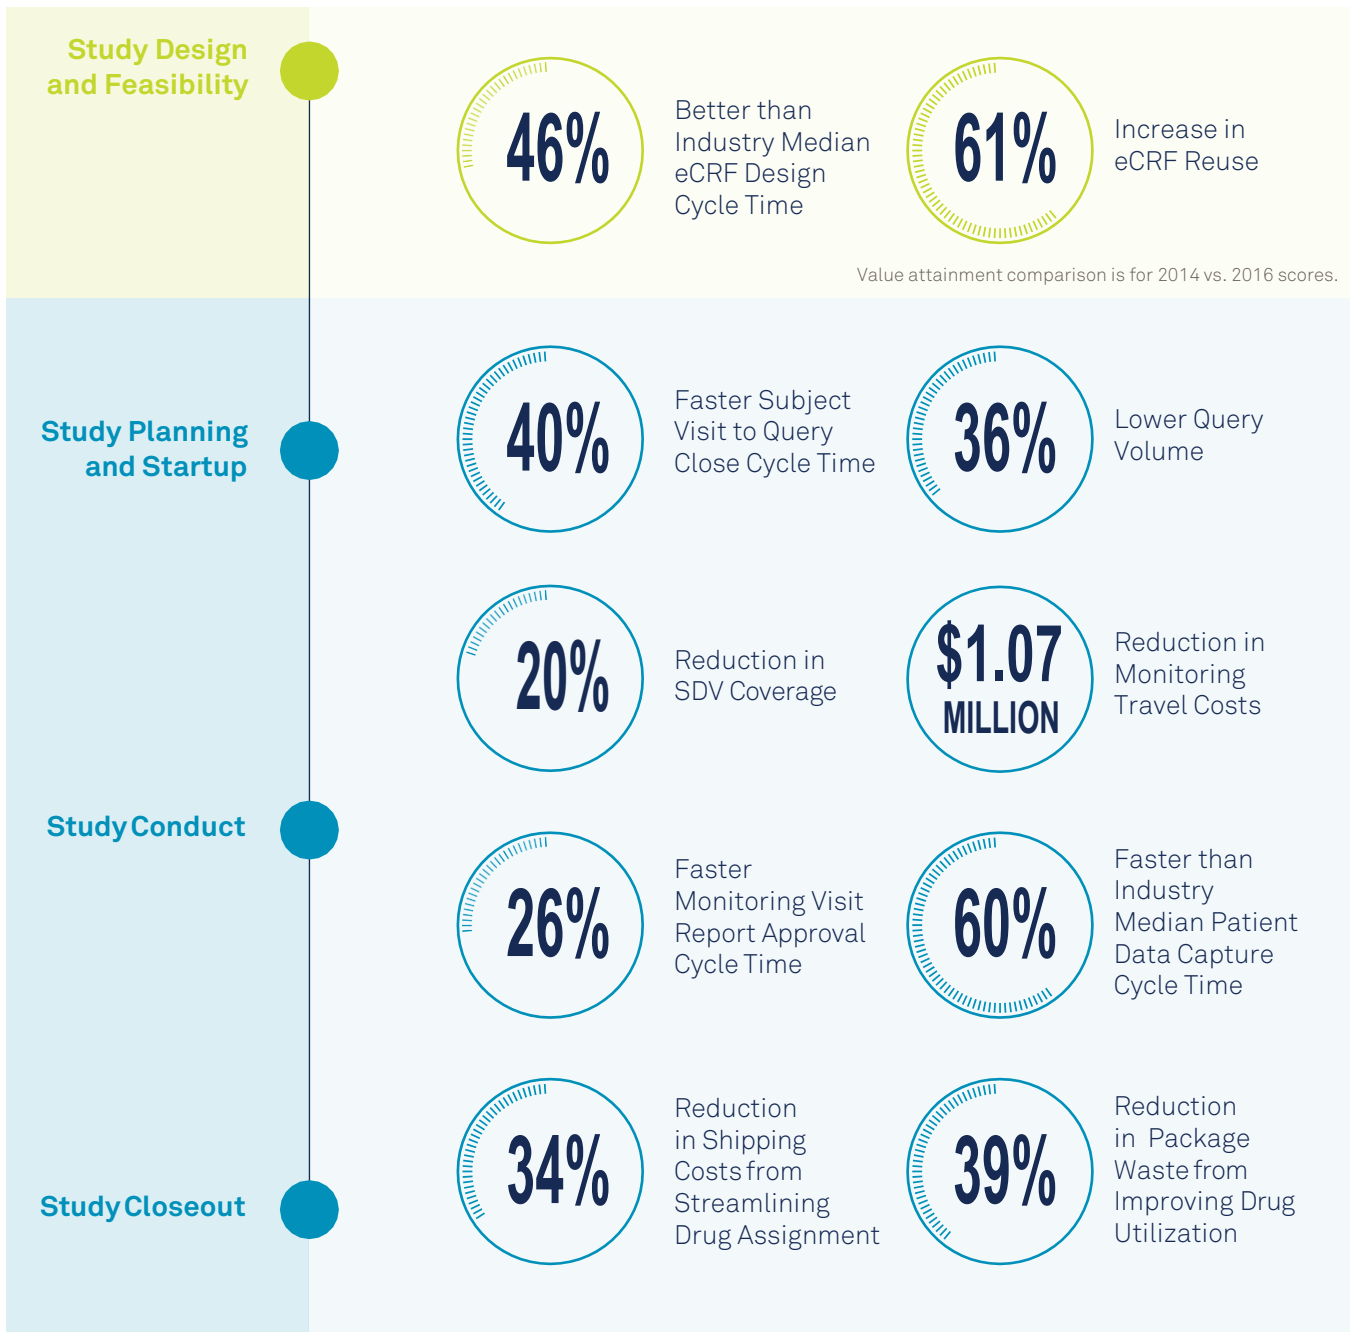 Study Design
and Feasibility
46%
Better than
Industry Median
eCRF Design
Cycle Time
61%
Increase in
eCRF Reuse
Value attainment comparison is for 2014 vs. 2016 scores.
Study Planning
and Startup
40%
Faster Subject
Visit to Query
Close Cycle Time
36%
Lower Query
Volume
20%
Reduction in
SDV Coverage
$1.07
MILLION
Reduction in
Monitoring
Travel Costs
Study Conduct
26%
Faster
Monitoring Visit
Report Approval
Cycle Time
60%
Faster than
Industry
Median Patient
Data Capture
Cycle Time
Study Closeout
34%
Reduction
in Shipping
Costs from
Streamlining
Drug Assignment
39%
Reduction
in Package
Waste from
Improving Drug
Utilization